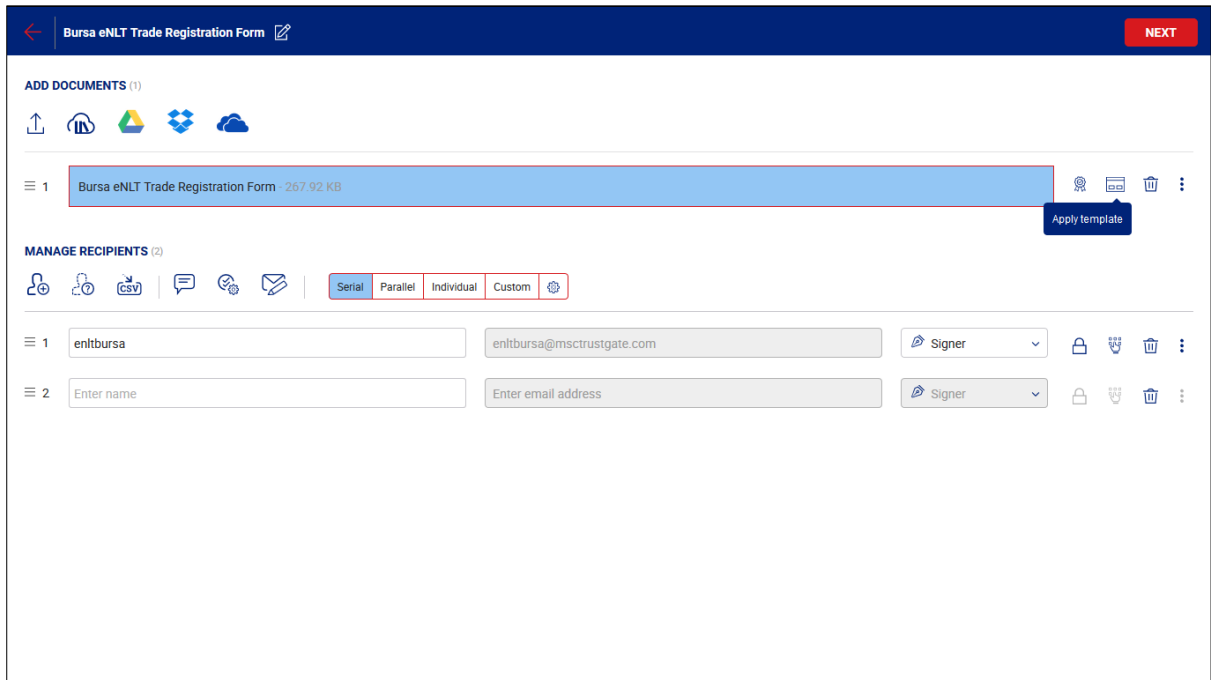 Bursa eNLT Trade Registration Form NEXT
ADD DOCUMENTS (1)
1 Bursa eNLT Trade Registration Form - 267.92 KB
Apply template
MANAGE RECIPIENTS (2)
CSV Serial Parallel Individual Custom
1 enltbursa enltbursa@msctrustgate.com Signer
2 Enter name Enter email address Signer